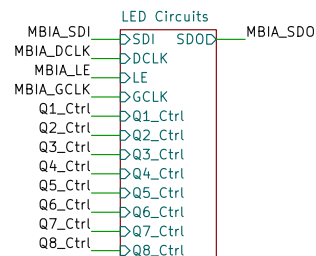 LED Circuits
MBIA_SDI SDI SDO MBIA_SDO
MBIA_DCLK DCLK
MBIA_LE LE
MBIA_GCLK GCLK
Q1_Ctrl Q1_Ctrl
Q2_Ctrl Q2_Ctrl
Q3_Ctrl Q3_Ctrl
Q4_Ctrl Q4_Ctrl
Q5_Ctrl Q5_Ctrl
Q6_Ctrl Q6_Ctrl
Q7_Ctrl Q7_Ctrl
Q8_Ctrl Q8_Ctrl